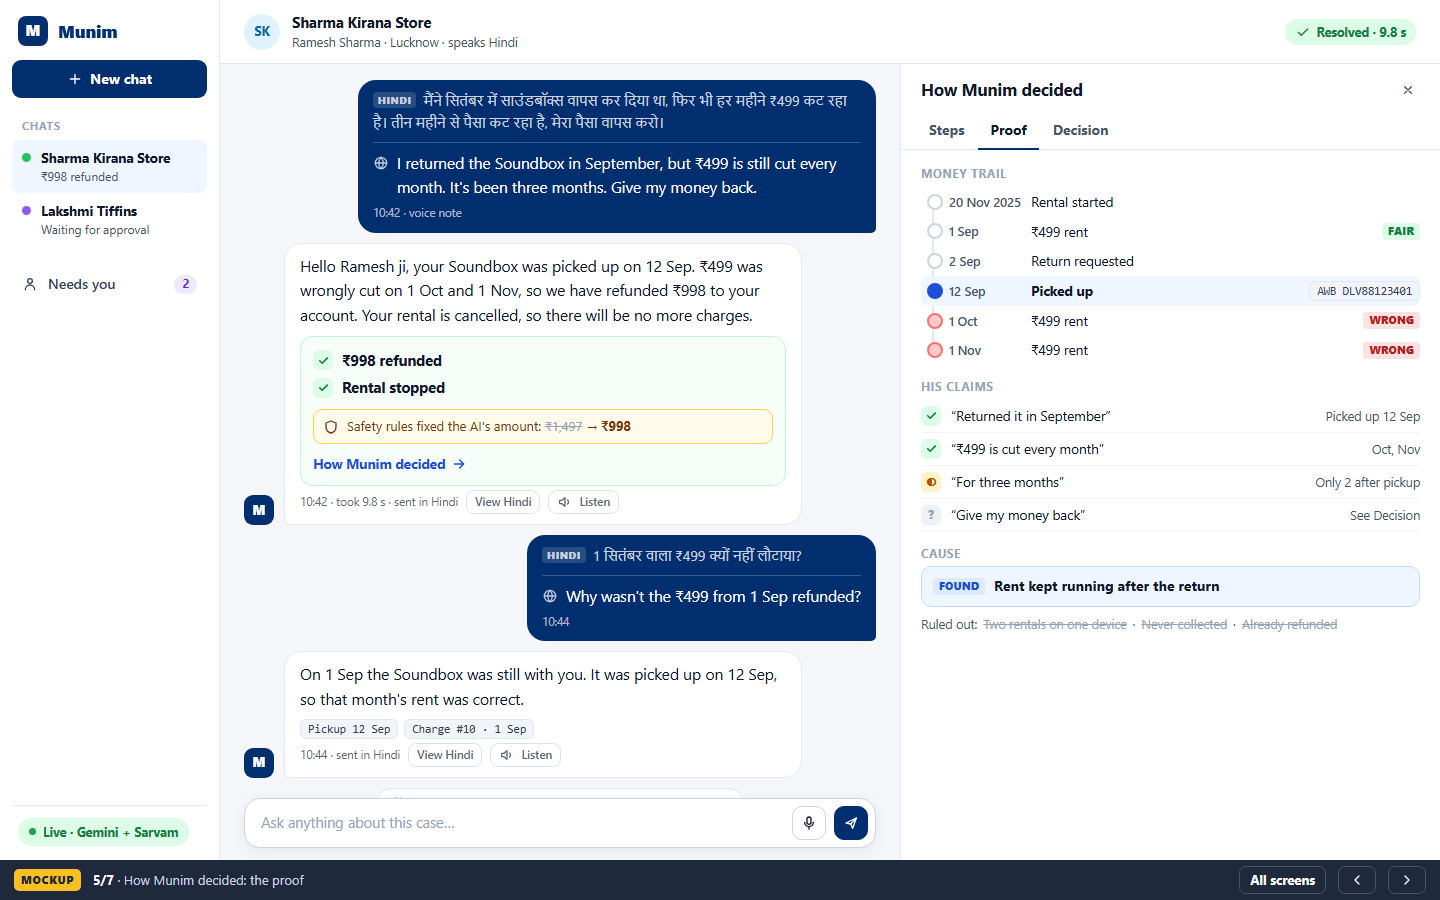 M Munim
+ New chat
CHATS
Sharma Kirana Store
₹998 refunded
Lakshmi Tiffins
Waiting for approval
Needs you 2
Live · Gemini + Sarvam
SK
Sharma Kirana Store
Ramesh Sharma · Lucknow · speaks Hindi
Resolved · 9.8 s
HINDI मैंने सितंबर में साउंडबॉक्स वापस कर दिया था, फिर भी हर महीने ₹499 कट रहा
है। तीन महीने से पैसा कट रहा है, मेरा पैसा वापस करो।
I returned the Soundbox in September, but ₹499 is still cut every
month. It's been three months. Give my money back.
10:42 · voice note
Hello Ramesh ji, your Soundbox was picked up on 12 Sep. ₹499 was
wrongly cut on 1 Oct and 1 Nov, so we have refunded ₹998 to your
account. Your rental is cancelled, so there will be no more charges.
₹998 refunded
Rental stopped
Safety rules fixed the AI's amount: ₹1,497 → ₹998
How Munim decided →
M
10:42 · took 9.8 s · sent in Hindi View Hindi Listen
HINDI 1 सितंबर वाला ₹499 क्यों नहीं लौटाया?
Why wasn't the ₹499 from 1 Sep refunded?
10:44
On 1 Sep the Soundbox was still with you. It was picked up on 12 Sep,
so that month's rent was correct.
Pickup 12 Sep Charge #10 · 1 Sep
M
10:44 · sent in Hindi View Hindi Listen
Ask anything about this case...
How Munim decided
Steps Proof Decision
MONEY TRAIL
20 Nov 2025 Rental started
1 Sep ₹499 rent FAIR
2 Sep Return requested
12 Sep Picked up AWB DLV88123401
1 Oct ₹499 rent WRONG
1 Nov ₹499 rent WRONG
HIS CLAIMS
“Returned it in September” Picked up 12 Sep
“₹499 is cut every month” Oct, Nov
“For three months” Only 2 after pickup
? “Give my money back” See Decision
CAUSE
FOUND Rent kept running after the return
Ruled out: Two rentals on one device · Never collected · Already refunded
MOCKUP 5/7 · How Munim decided: the proof
All screens